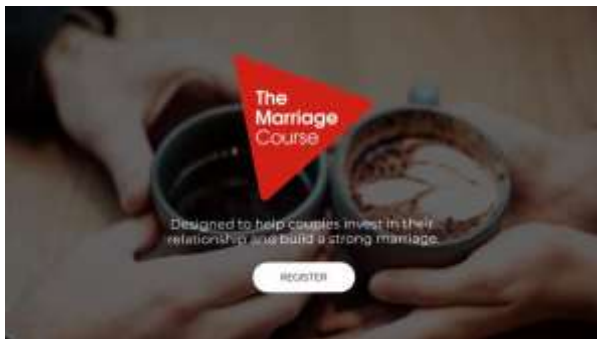 The
Marriage
Course
Designed to help couples invest in their
relationship and build a strong marriage.
REGISTER